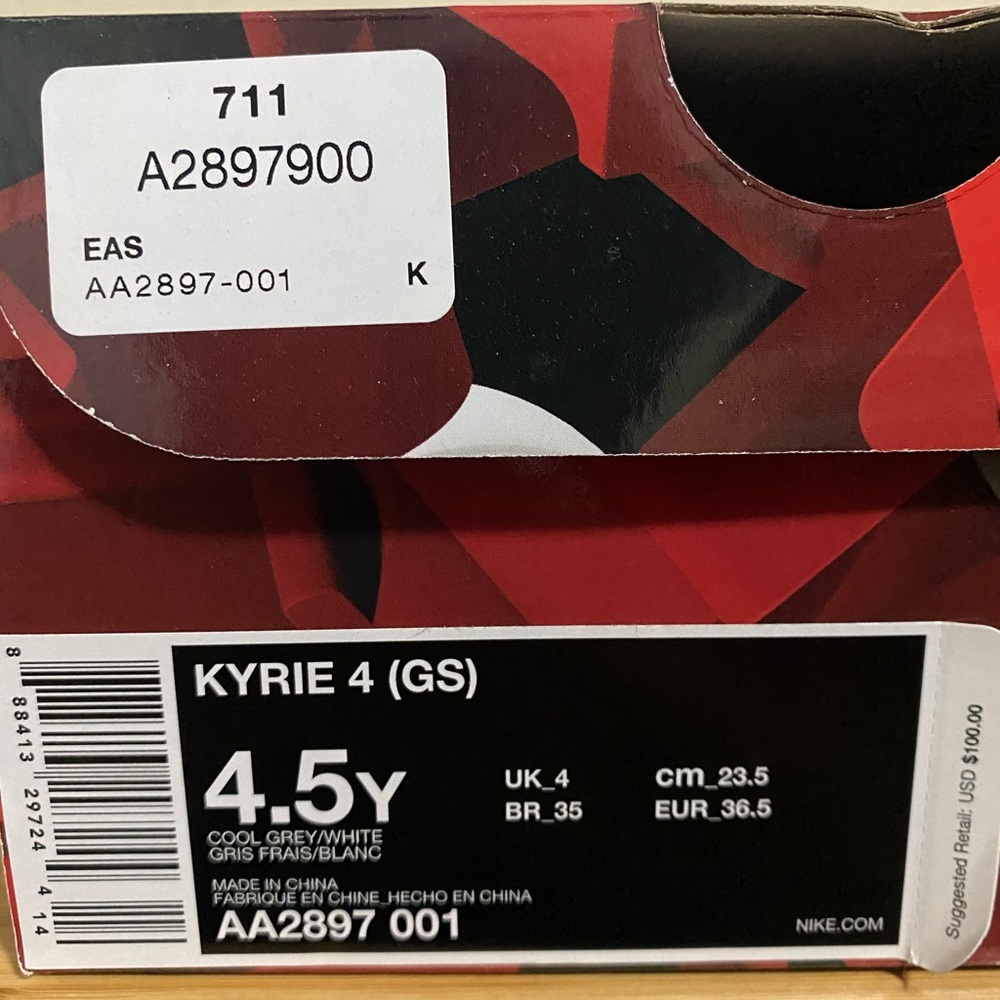 711
A2897900
EAS
AA2897-001
K
8 88413 29724 4 14
KYRIE 4 (GS)
4.5Y
UK_4
cm_23.5
BR_35
EUR_36.5
COOL GREY/WHITE
GRIS FRAIS/BLANC
MADE IN CHINA
FABRIQUE EN CHINE_HECHO EN CHINA
AA2897 001
NIKE.COM
Suggested Retail: USD $100.00